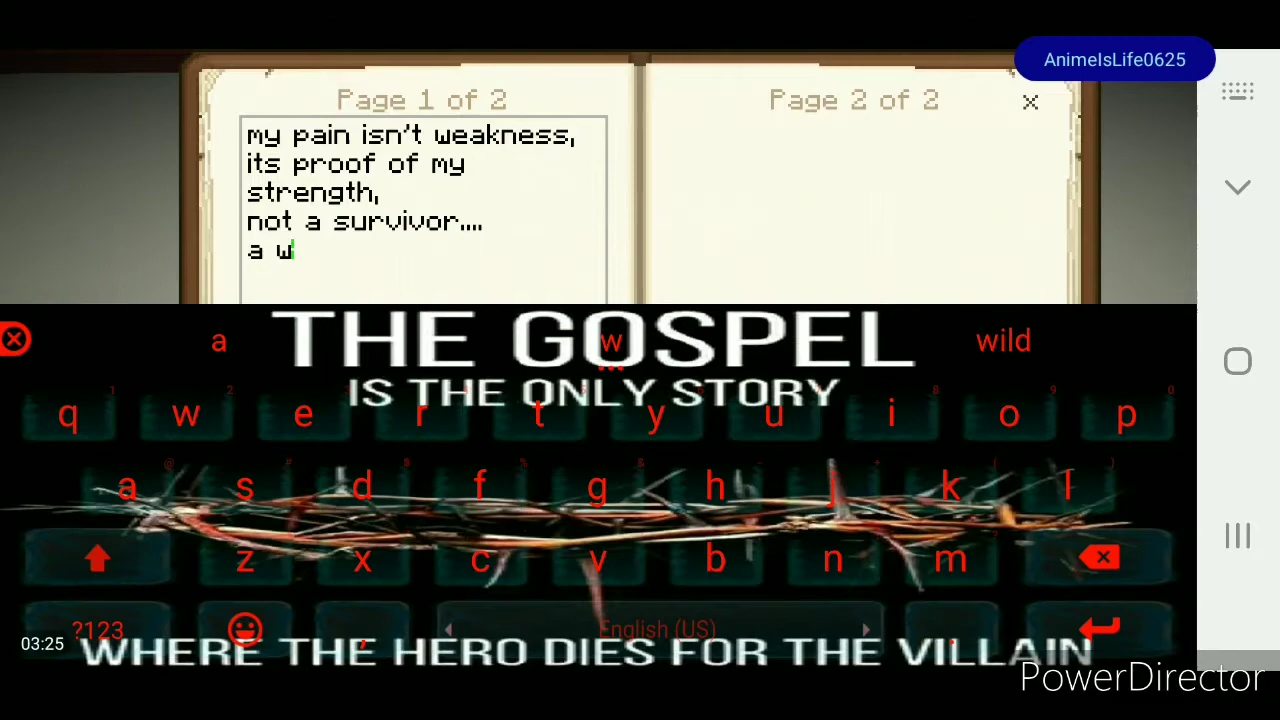 AnimeIsLife0625
Page 1 of 2
Page 2 of 2
my pain isn't weakness,
its proof of my
strength,
not a survivor....
a w
THE GOSPEL
IS THE ONLY STORY
a w wild
q w e r t y u i o p
a s d f g h j k l
z x c v b n m
?123 , English (US) .
03:25
WHERE THE HERO DIES FOR THE VILLAIN
PowerDirector